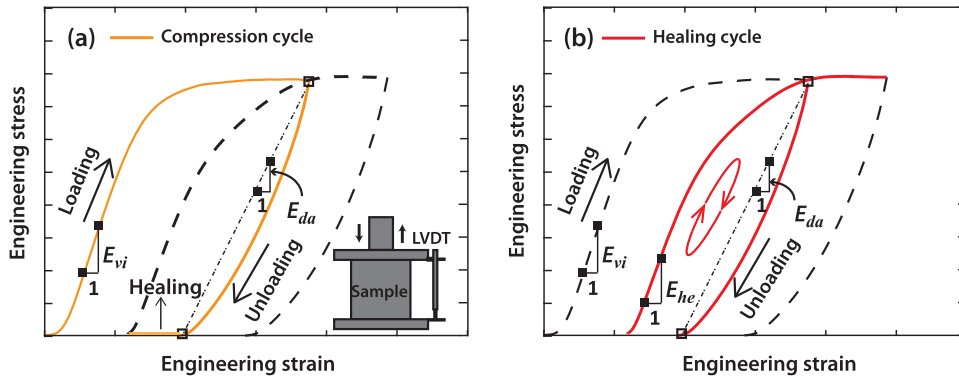 (a)
Compression cycle
Engineering stress
Loading
E_vi
1
Healing
1
E_da
Unloading
LVDT
Sample
Engineering strain
(b)
Healing cycle
Engineering stress
Loading
E_vi
1
E_he
1
1
E_da
Unloading
Engineering strain